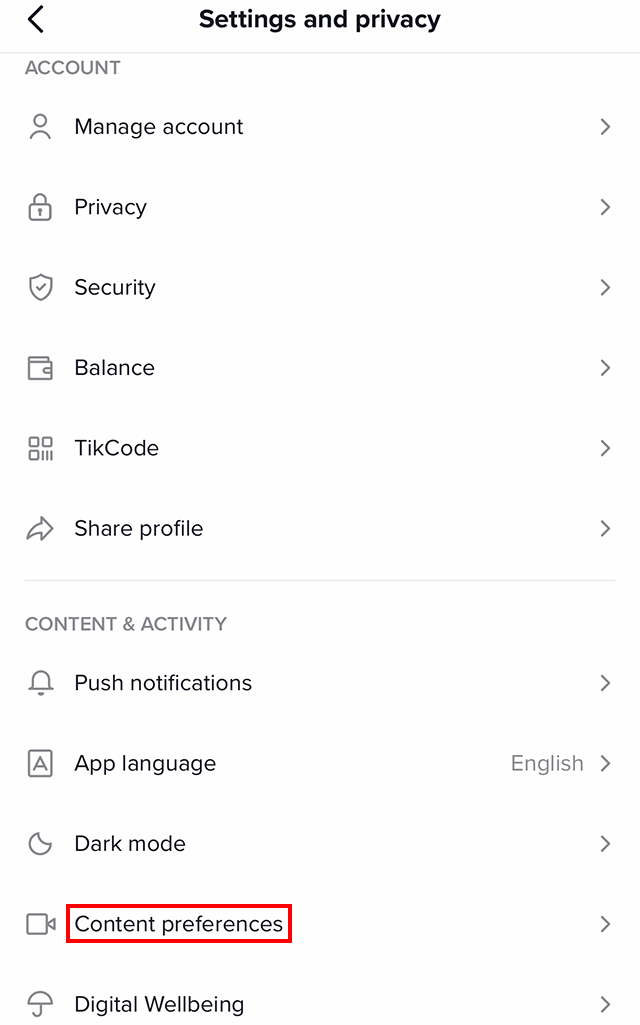 Settings and privacy
ACCOUNT
Manage account
Privacy
Security
Balance
TikCode
Share profile
CONTENT & ACTIVITY
Push notifications
App language English
Dark mode
Content preferences
Digital Wellbeing